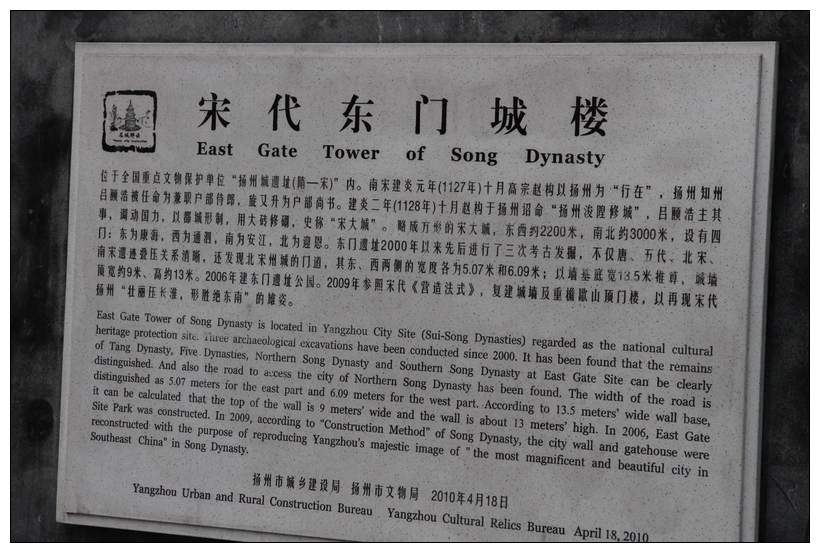 宋代东门城楼
East Gate Tower of Song Dynasty
位于全国重点文物保护单位“扬州城遗址(隋—宋)”内。南宋建炎元年(1127年)十月高宗赵构以扬州为“行在”，扬州知州
吕颐浩被任命为兼职户部侍郎，旋又升为户部尚书。建炎二年(1128年)十月赵构于扬州诏命“扬州浚隍修城”，吕颐浩主其
事，调动国力，以都城形制，用大砖修砌，史称“宋大城”。略成方形的宋大城，东西约2200米，南北约3000米，设有四
门：东为康海，西为通泗，南为安江，北为迎恩。东门遗址2000年以来先后进行了三次考古发掘，不仅唐、五代、北宋、
南宋遗迹叠压关系清晰，还发现北宋州城的门道，其东、西两侧的宽度各为5.07米和6.09米；以墙基底宽13.5米推算，城墙
顶宽约9米、高约13米。2006年建东门遗址公园。2009年参照宋代《营造法式》，复建城墙及重檐歇山顶门楼，以再现宋代
扬州“壮丽压长淮，形胜绝东南”的雄姿。
East Gate Tower of Song Dynasty is located in Yangzhou City Site (Sui-Song Dynasties) regarded as the national cultural
heritage protection site. Three archaeological excavations have been conducted since 2000. It has been found that the remains
of Tang Dynasty, Five Dynasties, Northern Song Dynasty and Southern Song Dynasty at East Gate Site can be clearly
distinguished. And also the road to access the city of Northern Song Dynasty has been found. The width of the road is
distinguished as 5.07 meters for the east part and 6.09 meters for the west part. According to 13.5 meters' wide wall base,
it can be calculated that the top of the wall is 9 meters' wide and the wall is about 13 meters' high. In 2006, East Gate
Site Park was constructed. In 2009, according to "Construction Method" of Song Dynasty, the city wall and gatehouse were
reconstructed with the purpose of reproducing Yangzhou's majestic image of " the most magnificent and beautiful city in
Southeast China" in Song Dynasty.
扬州市城乡建设局 扬州市文物局 2010年4月18日
Yangzhou Urban and Rural Construction Bureau Yangzhou Cultural Relics Bureau April 18, 2010